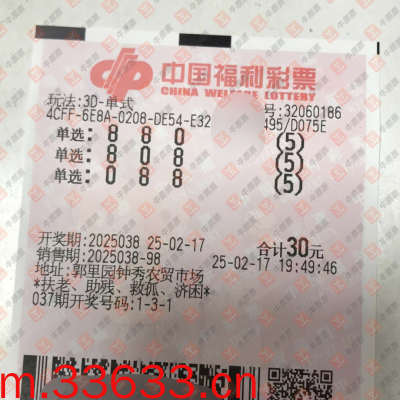 中国福利彩票
CHINA WELFARE LOTTERY
玩法:3D-单式
号:32060186
4CFF-6E8A-0208-DE54-E32
495/D075E
单选: 8 8 0 (5)
单选: 8 0 8 (5)
单选: 0 8 8 (5)
开奖期:2025038 25-02-17 合计30元
销售期:2025038-98 25-02-17 19:49:46
地址:郭里园钟秀农贸市场
*扶老、助残、救孤、济困*
037期开奖号码:1-3-1
m.33633.cn